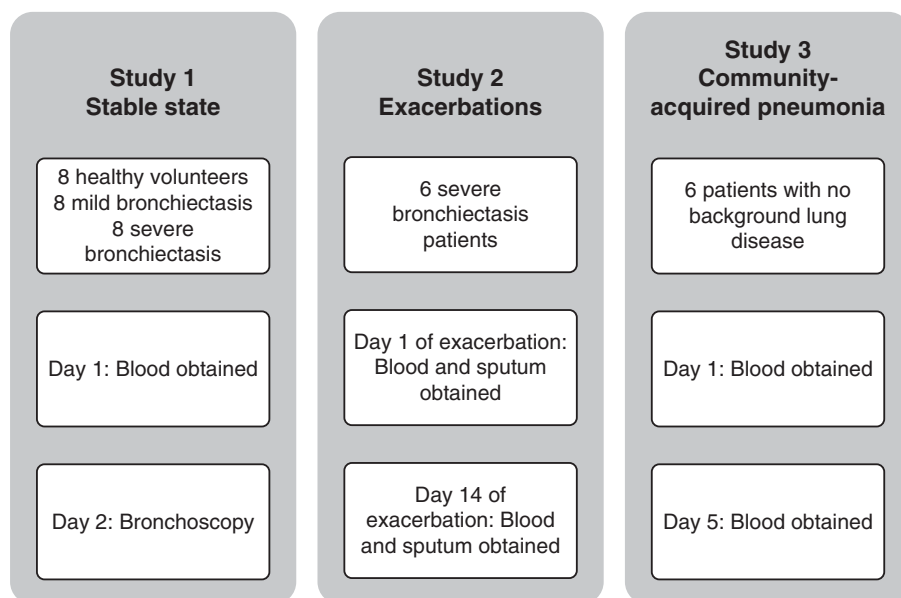 Study 1
Stable state
8 healthy volunteers
8 mild bronchiectasis
8 severe
bronchiectasis
Day 1: Blood obtained
Day 2: Bronchoscopy
Study 2
Exacerbations
6 severe
bronchiectasis
patients
Day 1 of exacerbation:
Blood and sputum
obtained
Day 14 of
exacerbation: Blood
and sputum obtained
Study 3
Community-
acquired pneumonia
6 patients with no
background lung
disease
Day 1: Blood obtained
Day 5: Blood obtained